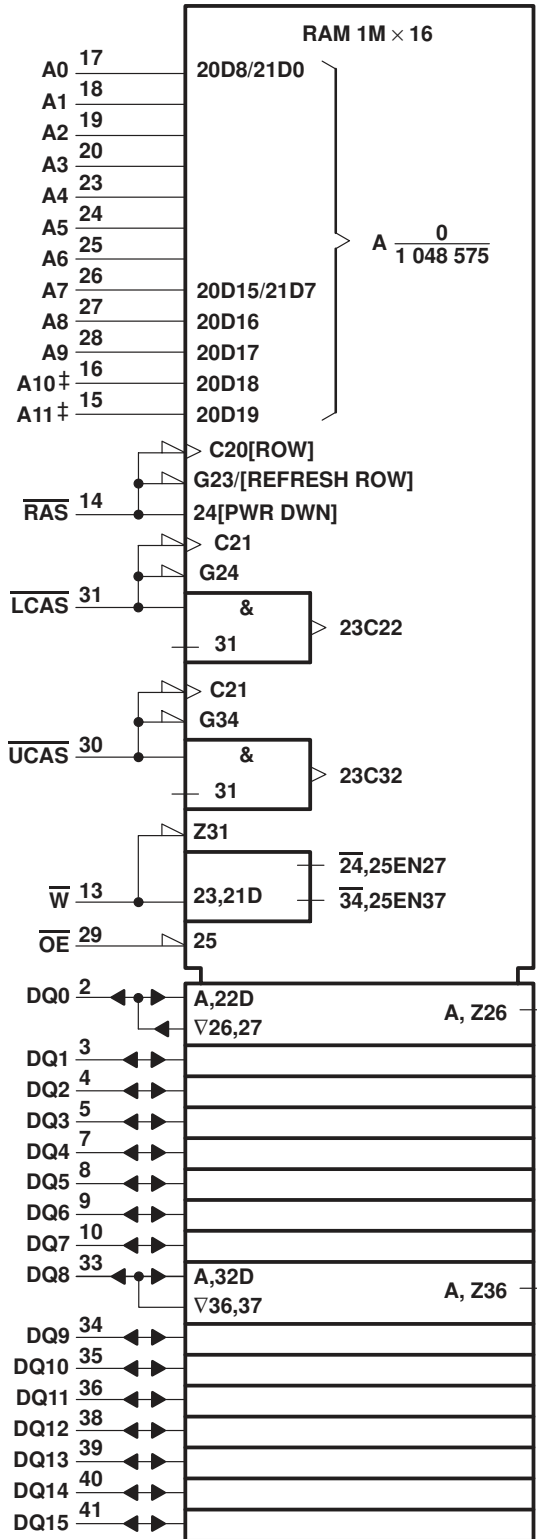 RAM 1M × 16
A0 17 20D8/21D0
A1 18
A2 19
A3 20
A4 23
A5 24
A 0
1 048 575
A6 25
A7 26 20D15/21D7
A8 27 20D16
A9 28 20D17
A10‡ 16 20D18
A11‡ 15 20D19
C20[ROW]
G23/[REFRESH ROW]
RAS 14 24[PWR DWN]
C21
G24
LCAS 31 & 23C22
31
C21
G34
UCAS 30 & 23C32
31
Z31
24,25EN27
W 13 23,21D 34,25EN37
OE 29 25
DQ0 2 A,22D A, Z26
∇26,27
DQ1 3
DQ2 4
DQ3 5
DQ4 7
DQ5 8
DQ6 9
DQ7 10
DQ8 33 A,32D A, Z36
∇36,37
DQ9 34
DQ10 35
DQ11 36
DQ12 38
DQ13 39
DQ14 40
DQ15 41